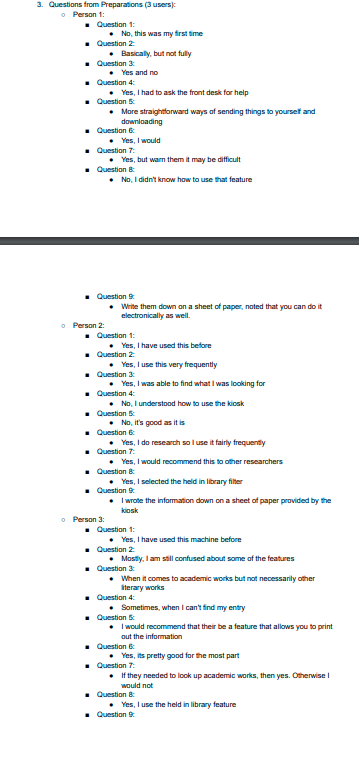 3. Questions from Preparations (3 users):
○ Person 1:
■ Question 1:
● No, this was my first time
■ Question 2:
● Basically, but not fully
■ Question 3:
● Yes and no
■ Question 4:
● Yes, I had to ask the front desk for help
■ Question 5:
● More straightforward ways of sending things to yourself and
downloading
■ Question 6:
● Yes, I would
■ Question 7:
● Yes, but warn them it may be difficult
■ Question 8:
● No, I didn't know how to use that feature
■ Question 9:
● Write them down on a sheet of paper, noted that you can do it
electronically as well.
○ Person 2:
■ Question 1:
● Yes, I have used this before
■ Question 2:
● Yes, I use this very frequently
■ Question 3:
● Yes, I was able to find what I was looking for
■ Question 4:
● No, I understood how to use the kiosk
■ Question 5:
● No, it's good as it is
■ Question 6:
● Yes, I do research so I use it fairly frequently
■ Question 7:
● Yes, I would recommend this to other researchers
■ Question 8:
● Yes, I selected the held in library filter
■ Question 9:
● I wrote the information down on a sheet of paper provided by the
kiosk
○ Person 3:
■ Question 1:
● Yes, I have used this machine before
■ Question 2:
● Mostly, I am still confused about some of the features
■ Question 3:
● When it comes to academic works but not necessarily other
literary works
■ Question 4:
● Sometimes, when I can't find my entry
■ Question 5:
● I would recommend that their be a feature that allows you to print
out the information
■ Question 6:
● Yes, its pretty good for the most part
■ Question 7:
● If they needed to look up academic works, then yes. Otherwise I
would not
■ Question 8:
● Yes, I use the held in library feature
■ Question 9: